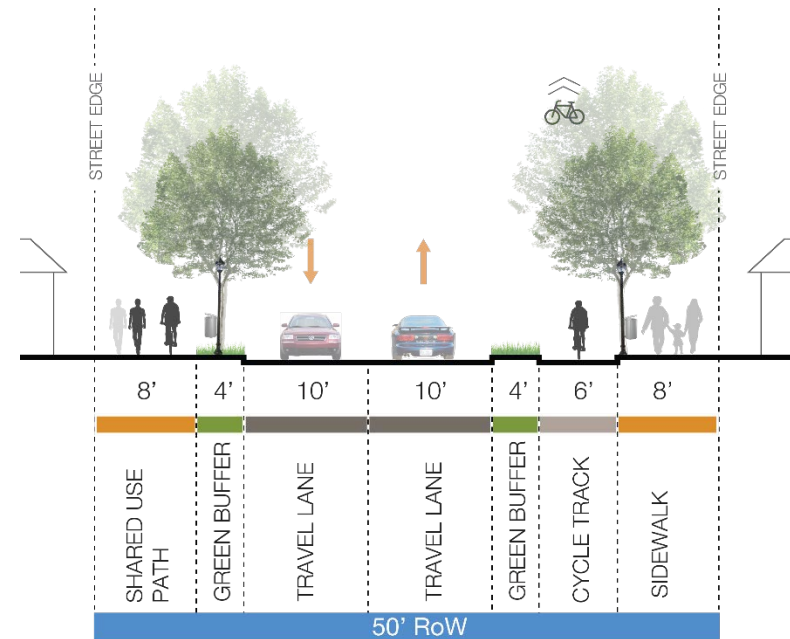 STREET EDGE
STREET EDGE
8’ 4’ 10’ 10’ 4’ 6’ 8’
SHARED USE
PATH
GREEN BUFFER
TRAVEL LANE
TRAVEL LANE
GREEN BUFFER
CYCLE TRACK
SIDEWALK
50’ RoW